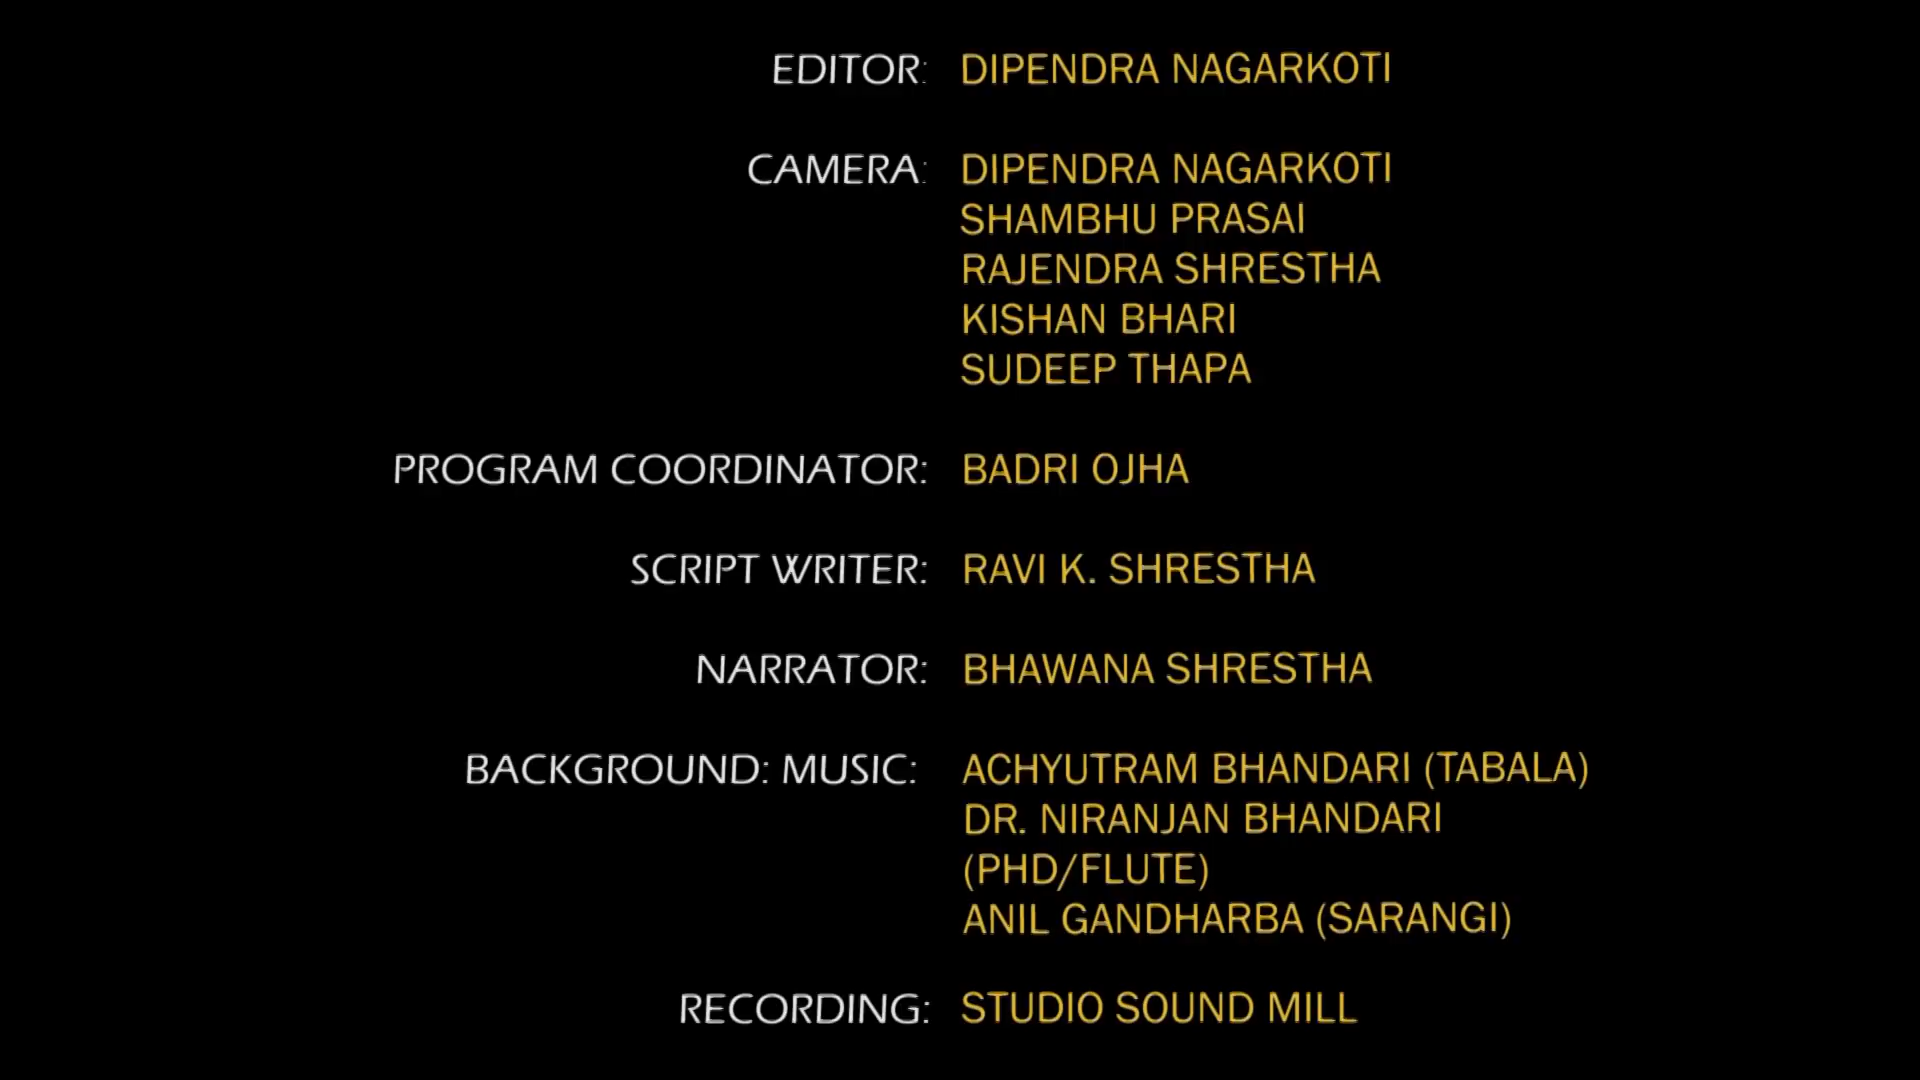 EDITOR: DIPENDRA NAGARKOTI
CAMERA: DIPENDRA NAGARKOTI
SHAMBHU PRASAI
RAJENDRA SHRESTHA
KISHAN BHARI
SUDEEP THAPA
PROGRAM COORDINATOR: BADRI OJHA
SCRIPT WRITER: RAVI K. SHRESTHA
NARRATOR: BHAWANA SHRESTHA
BACKGROUND: MUSIC: ACHYUTRAM BHANDARI (TABALA)
DR. NIRANJAN BHANDARI
(PHD/FLUTE)
ANIL GANDHARBA (SARANGI)
RECORDING: STUDIO SOUND MILL